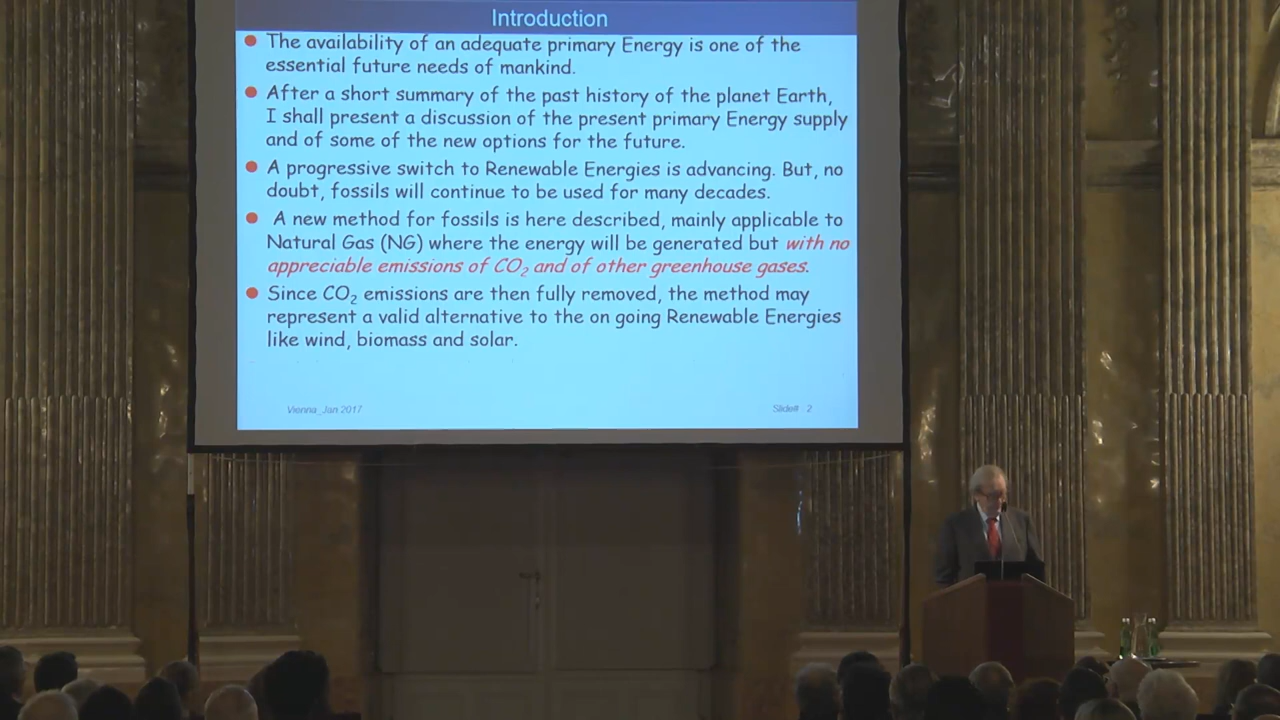 Introduction
The availability of an adequate primary Energy is one of the
essential future needs of mankind.
After a short summary of the past history of the planet Earth,
I shall present a discussion of the present primary Energy supply
and of some of the new options for the future.
A progressive switch to Renewable Energies is advancing. But, no
doubt, fossils will continue to be used for many decades.
A new method for fossils is here described, mainly applicable to
Natural Gas (NG) where the energy will be generated but with no
appreciable emissions of CO₂ and of other greenhouse gases.
Since CO₂ emissions are then fully removed, the method may
represent a valid alternative to the on going Renewable Energies
like wind, biomass and solar.
Vienna_Jan 2017
Slide# : 2